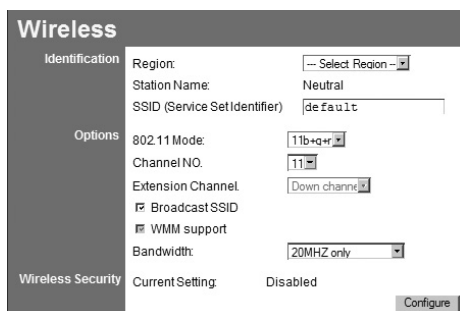 Wireless
Identification
Region: --- Select Region --
Station Name: Neutral
SSID (Service Set Identifier) default
Options
802.11 Mode: 11b+g+n
Channel NO. 11
Extension Channel. Down channe
Broadcast SSID
WMM support
Bandwidth: 20MHZ only
Wireless Security
Current Setting: Disabled
Configure